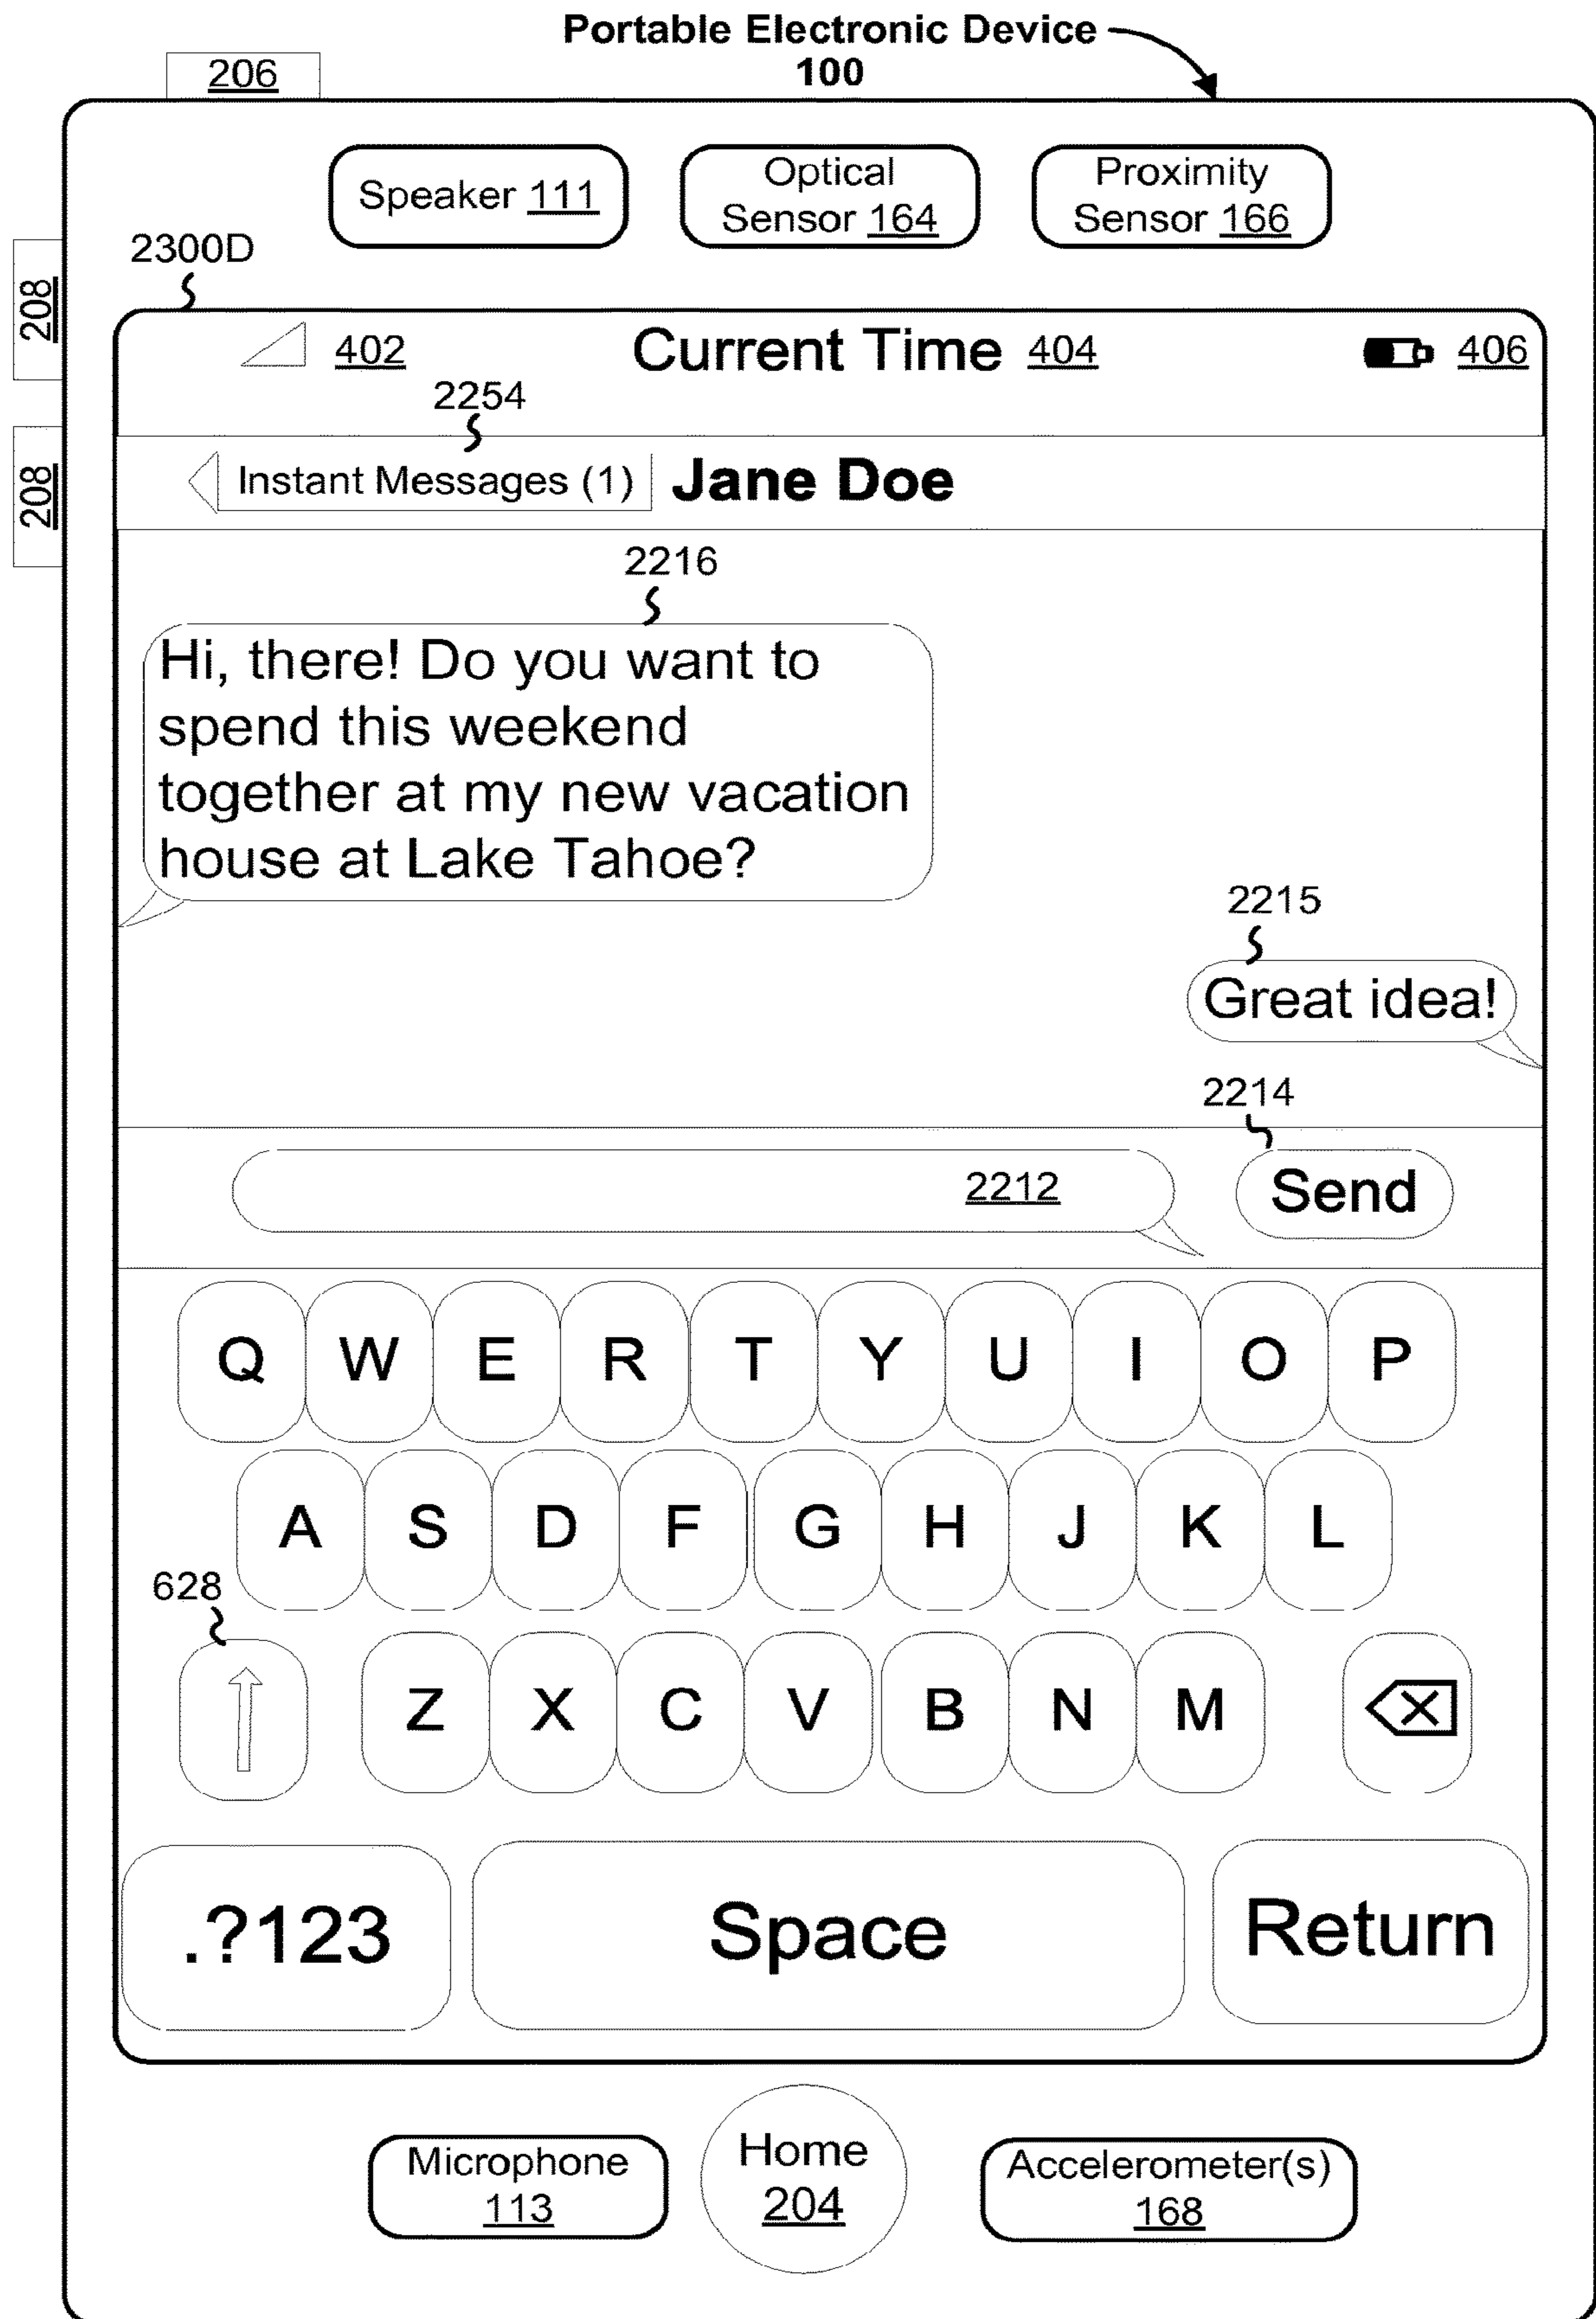 Portable Electronic Device
100
206
Speaker 111
Optical
Sensor 164
Proximity
Sensor 166
2300D
208
402
Current Time 404
406
2254
208
Instant Messages (1)
Jane Doe
2216
Hi, there! Do you want to
spend this weekend
together at my new vacation
house at Lake Tahoe?
2215
Great idea!
2214
2212
Send
Q W E R T Y U I O P
A S D F G H J K L
628
Z X C V B N M
.?123
Space
Return
Microphone
113
Home
204
Accelerometer(s)
168